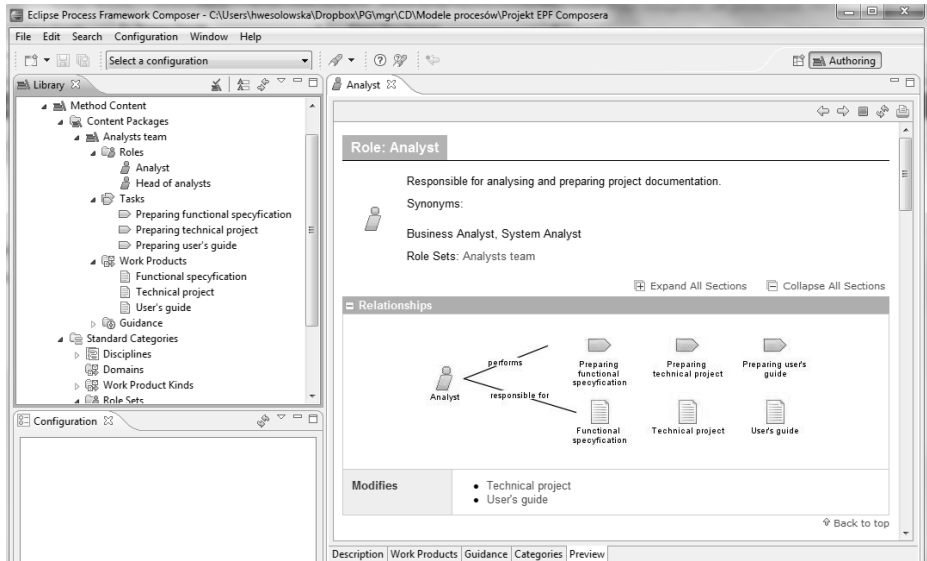 Eclipse Process Framework Composer - C:\Users\hwesolowska\Dropbox\PG\mgr\CD\Modele procesów\Projekt EPF Composera
File Edit Search Configuration Window Help
Select a configuration
Authoring
Library
Method Content
Content Packages
Analysts team
Roles
Analyst
Head of analysts
Tasks
Preparing functional specyfication
Preparing technical project
Preparing user's guide
Work Products
Functional specyfication
Technical project
User's guide
Guidance
Standard Categories
Disciplines
Domains
Work Product Kinds
Role Sets
Configuration
Analyst
Role: Analyst
Responsible for analysing and preparing project documentation.
Synonyms:
Business Analyst, System Analyst
Role Sets: Analysts team
Expand All Sections Collapse All Sections
Relationships
performs
Preparing functional specyfication
Preparing technical project
Preparing user's guide
Analyst
responsible for
Functional specyfication
Technical project
User's guide
Modifies
• Technical project
• User's guide
Back to top
Description Work Products Guidance Categories Preview